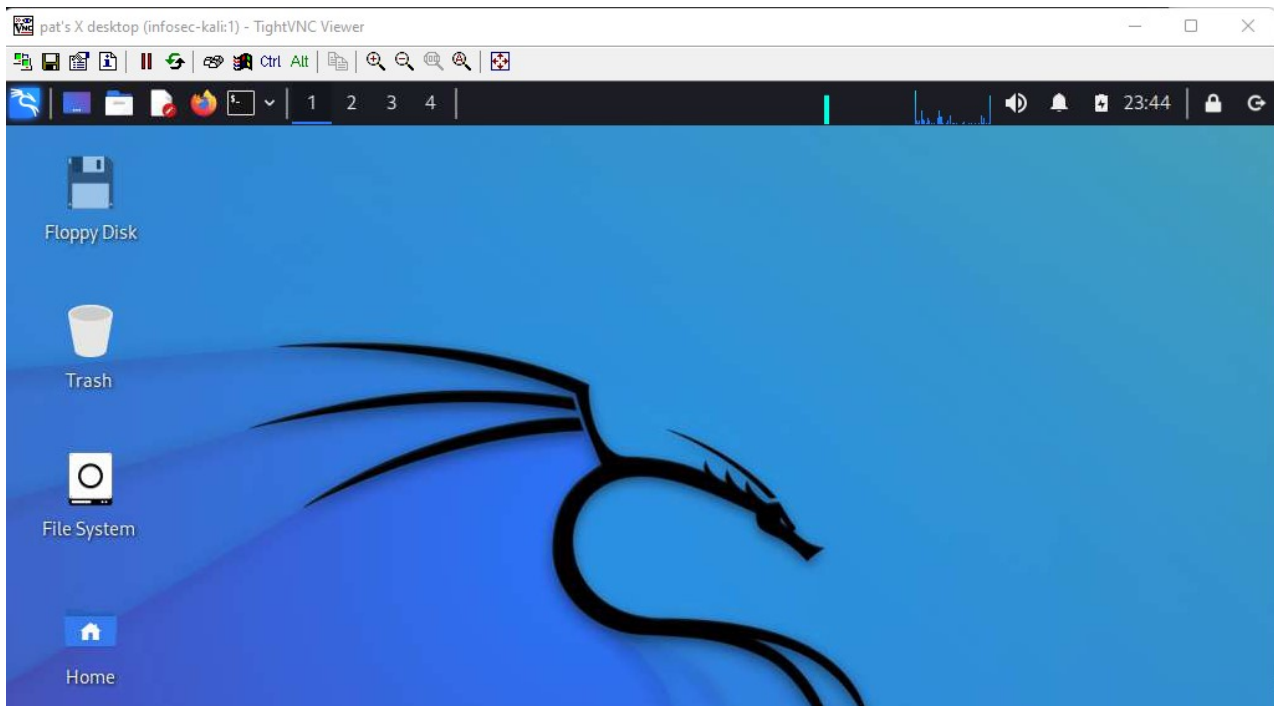 pat's X desktop (infosec-kali:1) - TightVNC Viewer
Ctrl Alt
1 2 3 4 23:44
Floppy Disk
Trash
File System
Home